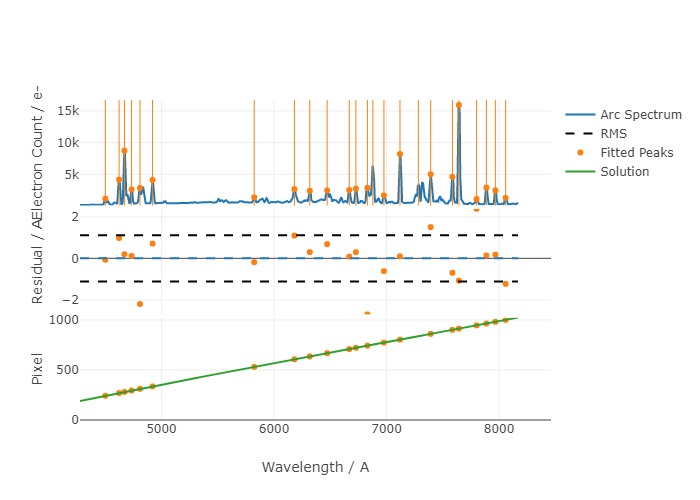 15k
10k
5k
Electron Count / e-
2
0
−2
Residual / A
1000
500
0
Pixel
5000
6000
7000
8000
Wavelength / A
Arc Spectrum
RMS
Fitted Peaks
Solution